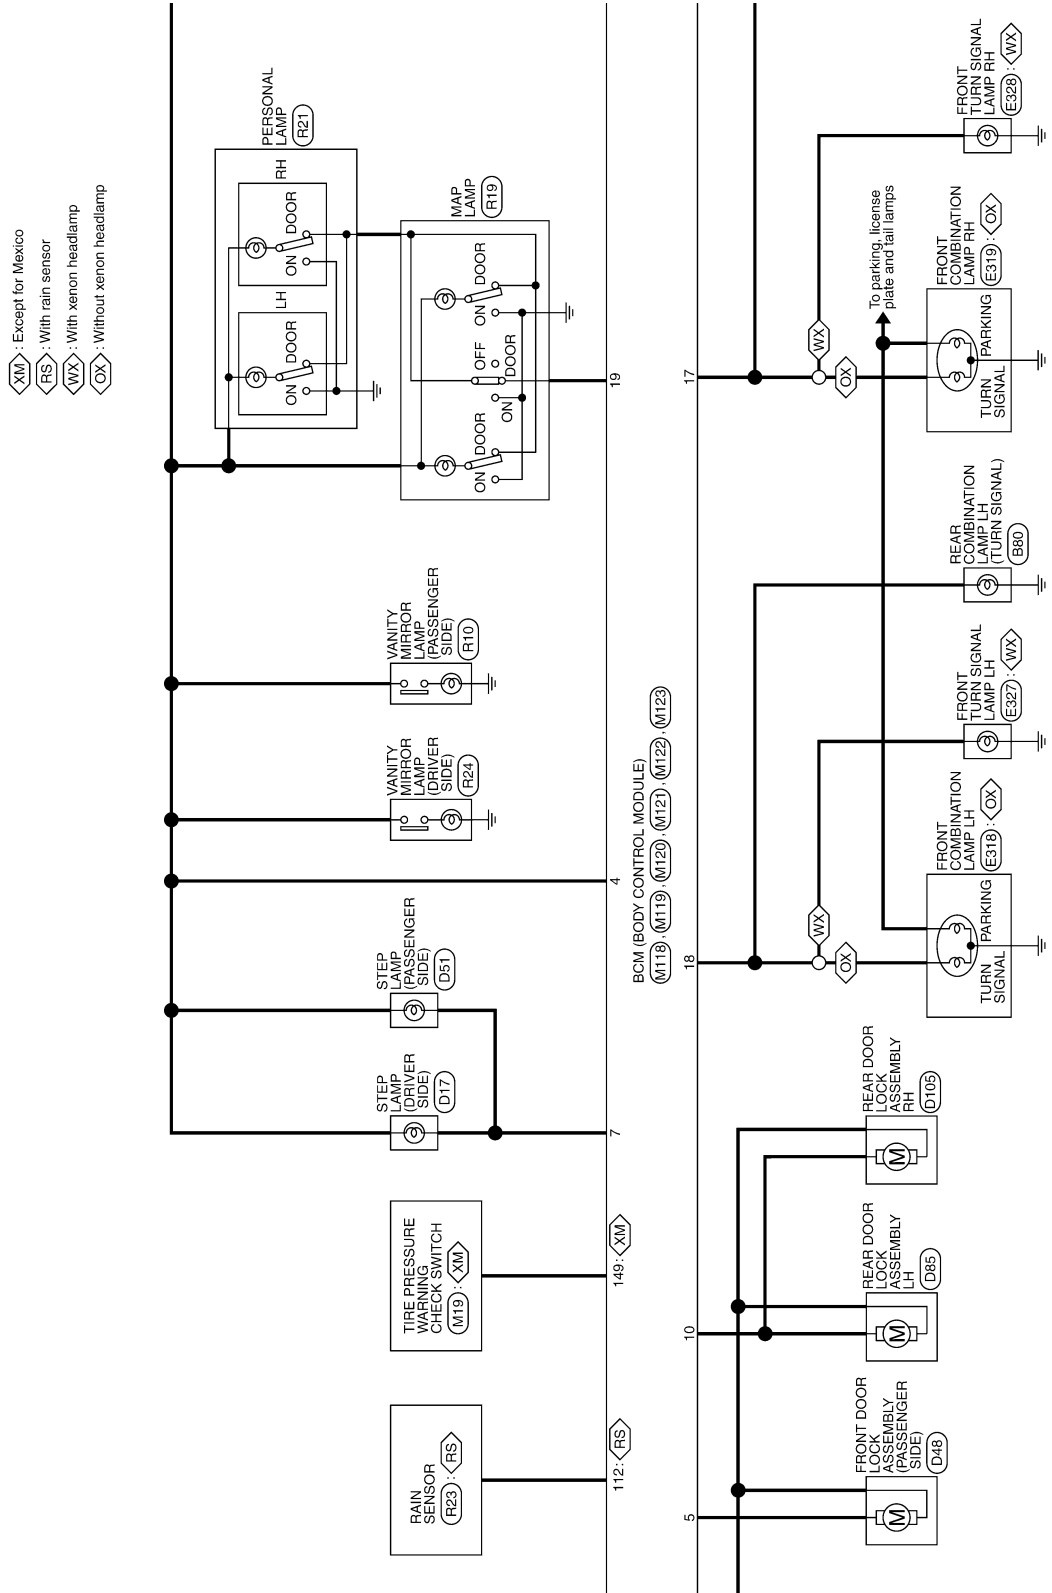 XM : Except for Mexico
RS : With rain sensor
WX : With xenon headlamp
OX : Without xenon headlamp
RAIN
SENSOR
R23 : RS
112: RS
TIRE PRESSURE
WARNING
CHECK SWITCH
M19 : XM
149: XM
STEP
LAMP
(DRIVER
SIDE)
D17
7
STEP
LAMP
(PASSENGER
SIDE)
D51
4
VANITY
MIRROR
LAMP
(DRIVER
SIDE)
R24
VANITY
MIRROR
LAMP
(PASSENGER
SIDE)
R10
PERSONAL
LAMP
R21
LH
ON
DOOR
RH
ON
DOOR
MAP
LAMP
R19
ON
DOOR
ON
OFF
DOOR
ON
DOOR
19
BCM (BODY CONTROL MODULE)
M118 , M119 , M120 , M121 , M122 , M123
5
FRONT DOOR
LOCK
ASSEMBLY
(PASSENGER
SIDE)
D48
M
10
REAR DOOR
LOCK
ASSEMBLY
LH
D85
M
REAR DOOR
LOCK
ASSEMBLY
RH
D105
M
18
WX
OX
FRONT
COMBINATION
LAMP LH
E318 : OX
TURN
SIGNAL
PARKING
FRONT
TURN SIGNAL
LAMP LH
E327 : WX
REAR
COMBINATION
LAMP LH
(TURN SIGNAL)
B80
17
WX
OX
To parking, license
plate and tail lamps
FRONT
COMBINATION
LAMP RH
E319 : OX
TURN
SIGNAL
PARKING
FRONT
TURN SIGNAL
LAMP RH
E328 : WX